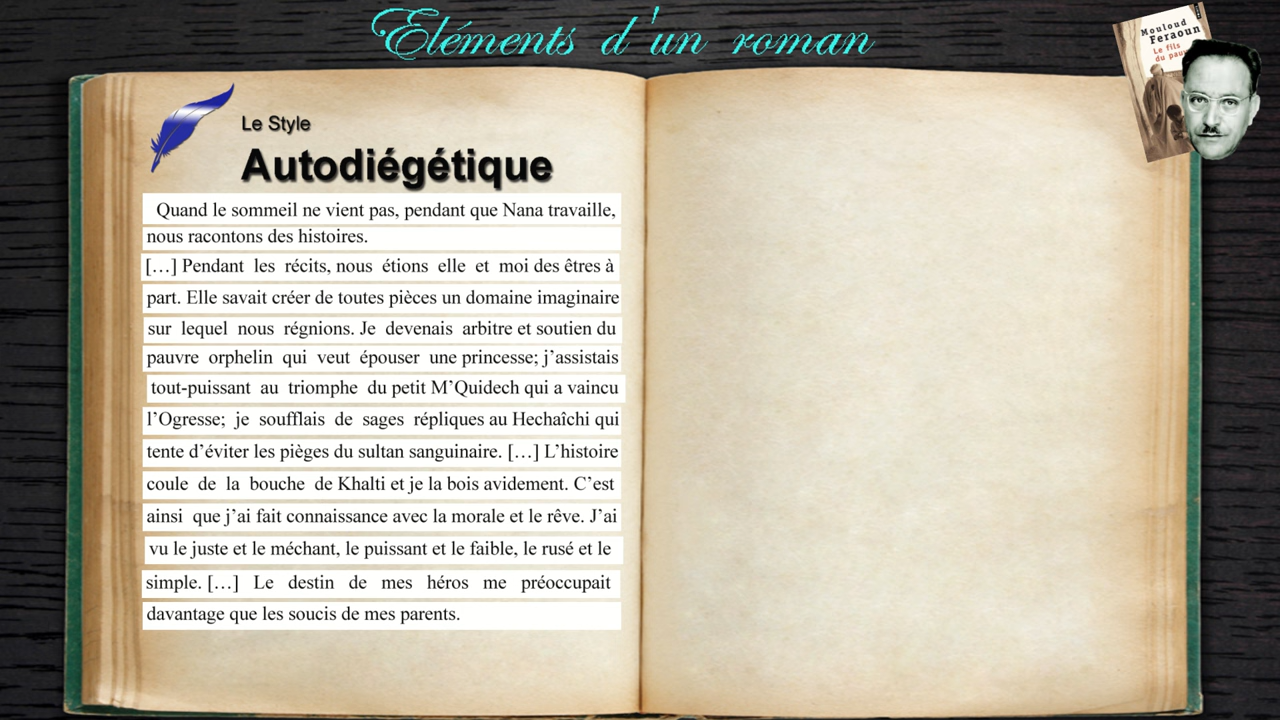 Eléments d'un roman
Mouloud
Feraoun
Le fils
du
Le Style
Autodiégétique
Quand le sommeil ne vient pas, pendant que Nana travaille,
nous racontons des histoires.
[…] Pendant les récits, nous étions elle et moi des êtres à
part. Elle savait créer de toutes pièces un domaine imaginaire
sur lequel nous régnions. Je devenais arbitre et soutien du
pauvre orphelin qui veut épouser une princesse; j’assistais
tout-puissant au triomphe du petit M’Quidech qui a vaincu
l’Ogresse; je soufflais de sages répliques au Hechaîchi qui
tente d’éviter les pièges du sultan sanguinaire. […] L’histoire
coule de la bouche de Khalti et je la bois avidement. C’est
ainsi que j’ai fait connaissance avec la morale et le rêve. J’ai
vu le juste et le méchant, le puissant et le faible, le rusé et le
simple. […] Le destin de mes héros me préoccupait
davantage que les soucis de mes parents.